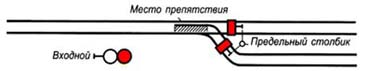 Место препятствия
Предельный столбик
Входной